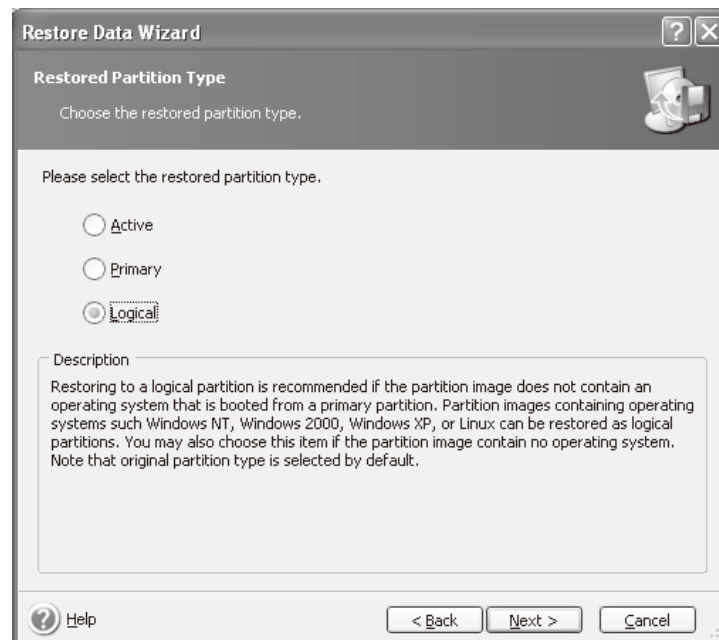 Restore Data Wizard
Restored Partition Type
Choose the restored partition type.
Please select the restored partition type.
Active
Primary
Logical
Description
Restoring to a logical partition is recommended if the partition image does not contain an
operating system that is booted from a primary partition. Partition images containing operating
systems such Windows NT, Windows 2000, Windows XP, or Linux can be restored as logical
partitions. You may also choose this item if the partition image contain no operating system.
Note that original partition type is selected by default.
Help
< Back
Next >
Cancel